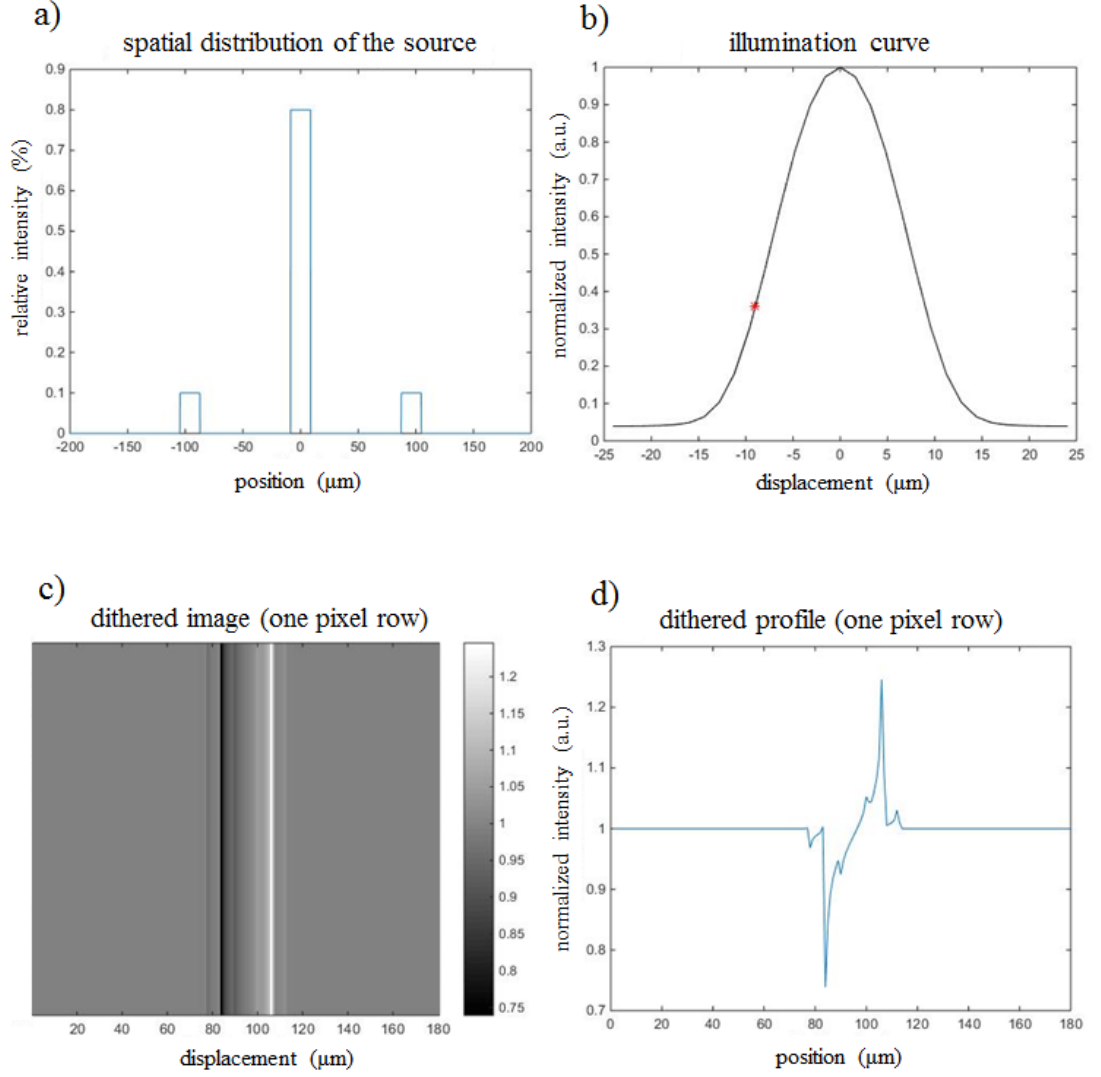 a)
spatial distribution of the source
0.9
0.8
0.7
0.6
0.5
0.4
0.3
0.2
0.1
0
-200 -150 -100 -50 0 50 100 150 200
relative intensity (%)
position (µm)
b)
illumination curve
1
0.9
0.8
0.7
0.6
0.5
0.4
0.3
0.2
0.1
0
-25 -20 -15 -10 -5 0 5 10 15 20 25
normalized intensity (a.u.)
displacement (µm)
c)
dithered image (one pixel row)
20 40 60 80 100 120 140 160 180
displacement (µm)
1.2
1.15
1.1
1.05
1
0.95
0.9
0.85
0.8
0.75
d)
dithered profile (one pixel row)
1.3
1.2
1.1
1
0.9
0.8
0.7
0 20 40 60 80 100 120 140 160 180
normalized intensity (a.u.)
position (µm)